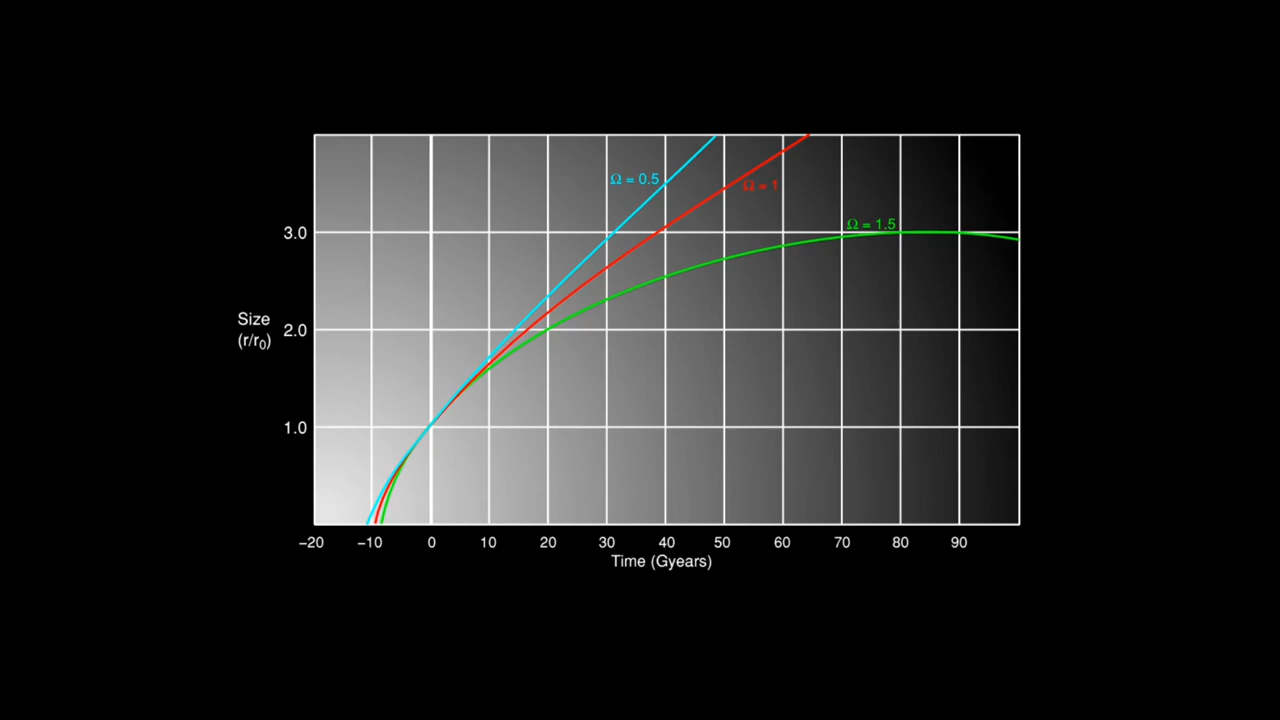 Ω = 0.5
Ω = 1
Ω = 1.5
3.0
2.0
1.0
Size
(r/r₀)
−20 −10 0 10 20 30 40 50 60 70 80 90
Time (Gyears)